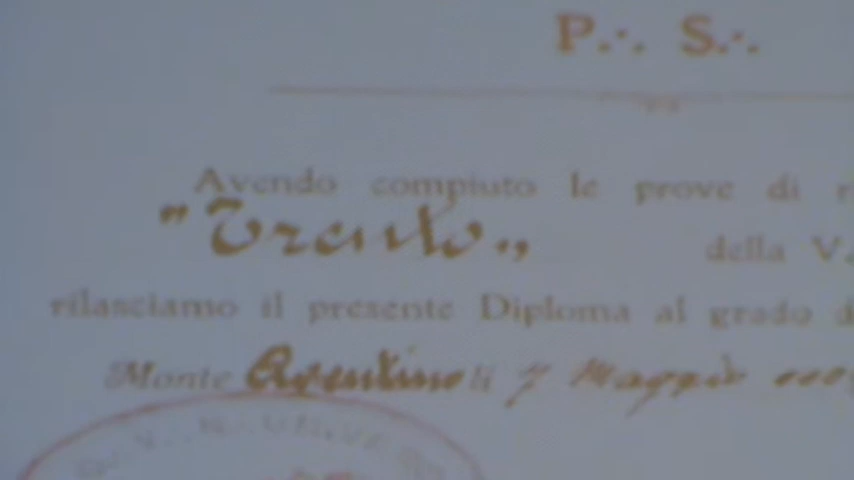 P.·. S.·.
Avendo compiuto le prove di
"Trento„ della
rilasciamo il presente Diploma al grado
Monte Aventino li 7 Maggio